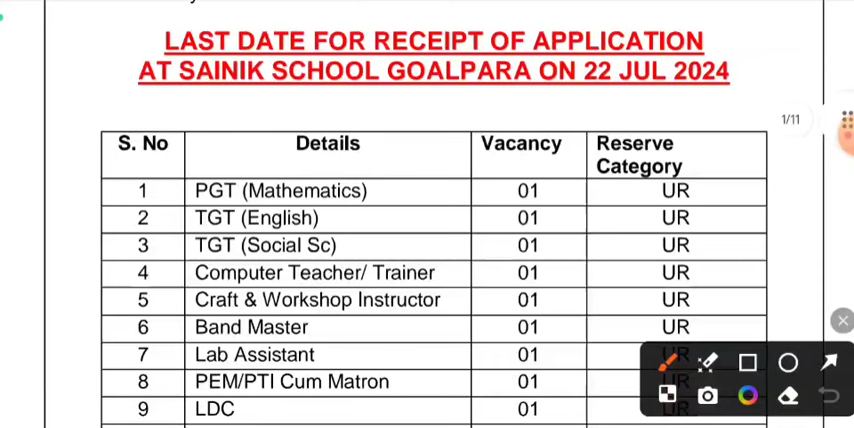 LAST DATE FOR RECEIPT OF APPLICATION
AT SAINIK SCHOOL GOALPARA ON 22 JUL 2024
1/11
S. No Details Vacancy Reserve Category
1 PGT (Mathematics) 01 UR
2 TGT (English) 01 UR
3 TGT (Social Sc) 01 UR
4 Computer Teacher/ Trainer 01 UR
5 Craft & Workshop Instructor 01 UR
6 Band Master 01 UR
7 Lab Assistant 01 UR
8 PEM/PTI Cum Matron 01 UR
9 LDC 01 UR